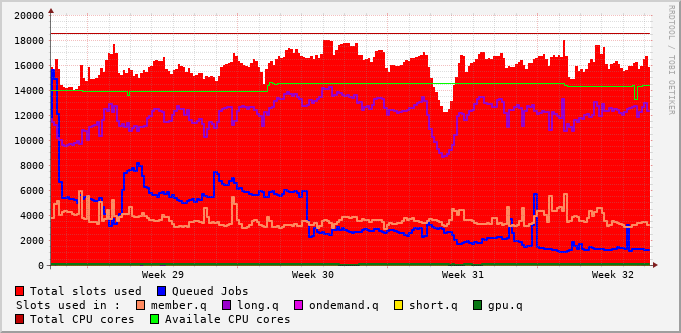 20000
18000
16000
14000
12000
10000
8000
6000
4000
2000
0
Week 29 Week 30 Week 31 Week 32
RRDTOOL / TOBI OETIKER
Total slots used Queued Jobs
Slots used in : member.q long.q ondemand.q short.q gpu.q
Total CPU cores Availale CPU cores